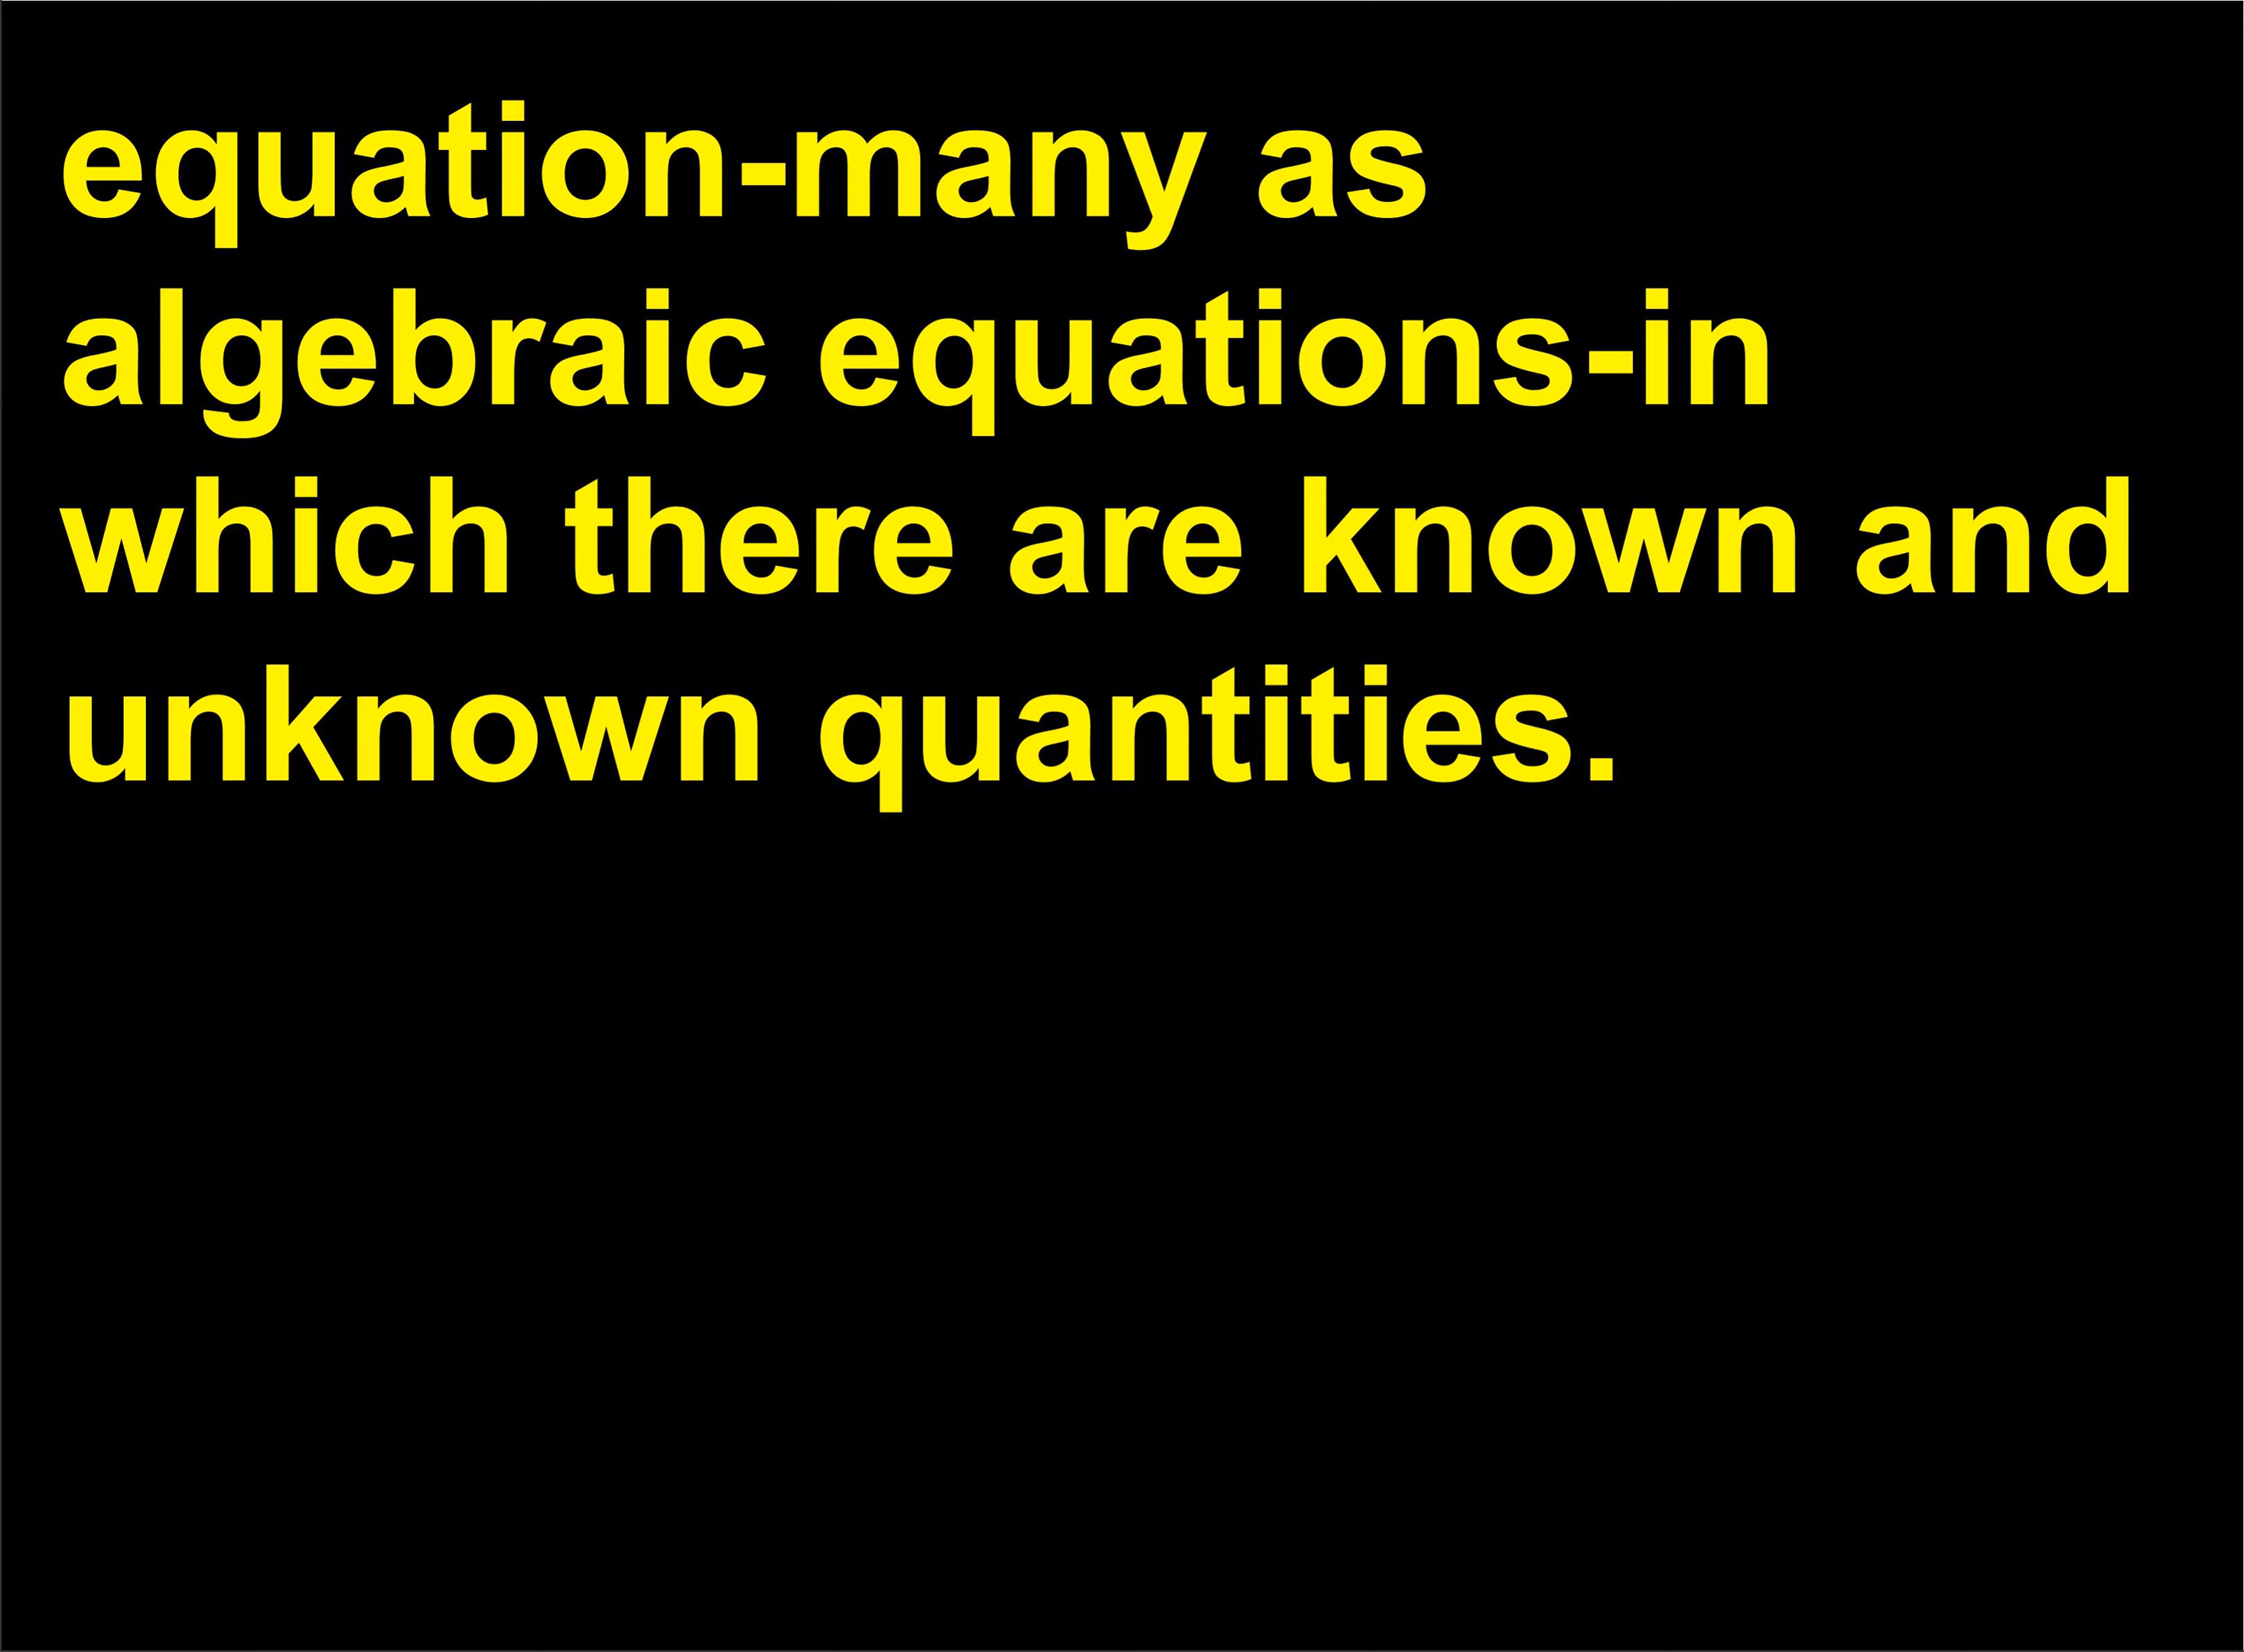 equation-many as
algebraic equations-in
which there are known and
unknown quantities.